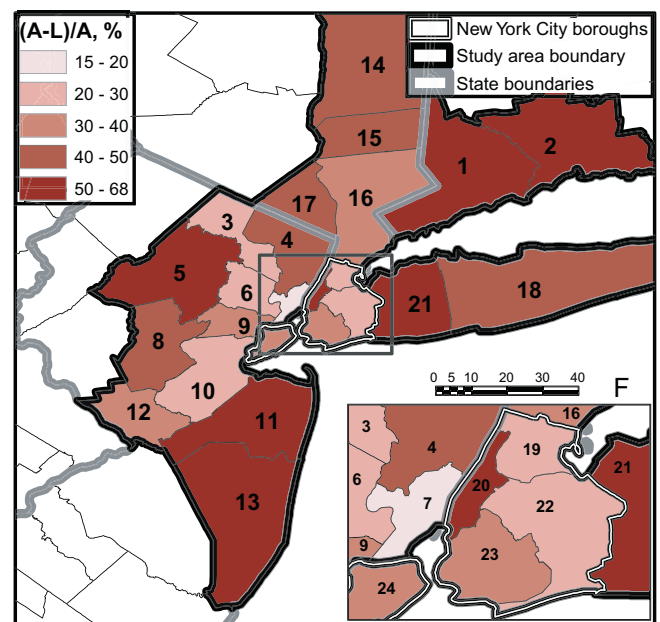 (A-L)/A, %
15 - 20
20 - 30
30 - 40
40 - 50
50 - 68
New York City boroughs
Study area boundary
State boundaries
14
15
2
1
16
17
3
4
5
6
18
21
9
8
10
11
12
13
0 5 10 20 30 40
F
16
3
4
19
21
6
20
7
22
23
9
24